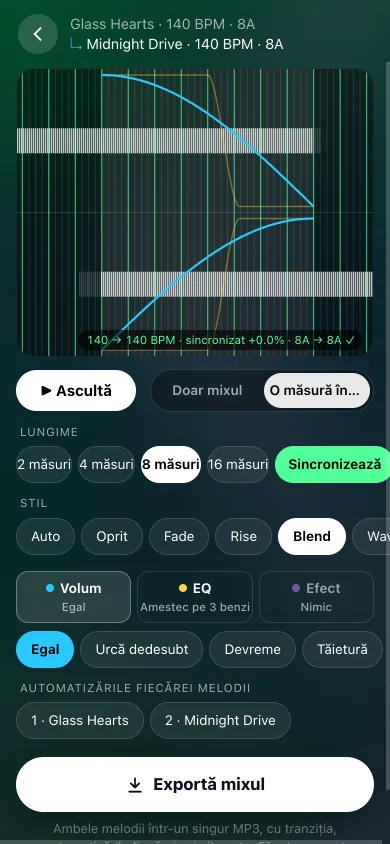 Glass Hearts · 140 BPM · 8A
Midnight Drive · 140 BPM · 8A
140 → 140 BPM · sincronizat +0.0% · 8A → 8A ✓
Ascultă
Doar mixul
O măsură în...
LUNGIME
2 măsuri
4 măsuri
8 măsuri
16 măsuri
Sincronizează
STIL
Auto
Oprit
Fade
Rise
Blend
Volum
EQ
Efect
Egal
Amestec pe 3 benzi
Nimic
Egal
Urcă dedesubt
Devreme
Tăietură
AUTOMATIZĂRILE FIECĂREI MELODII
1 · Glass Hearts
2 · Midnight Drive
Exportă mixul
Ambele melodii într-un singur MP3, cu tranziția,